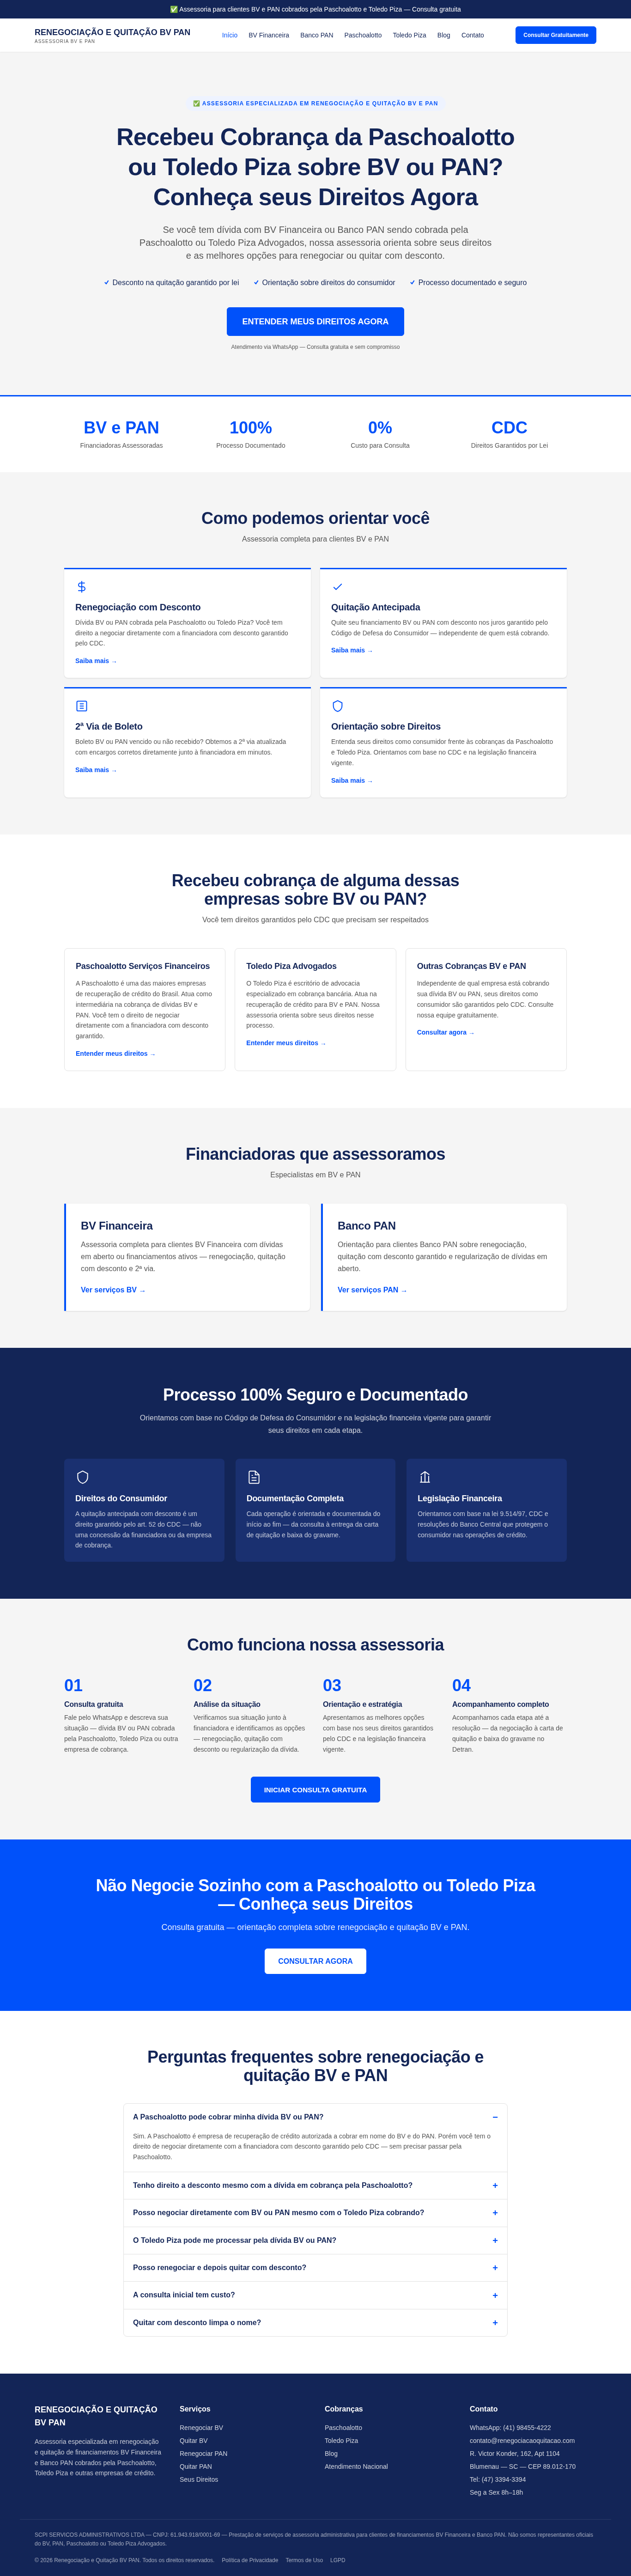 ✅ Assessoria para clientes BV e PAN cobrados pela Paschoalotto e Toledo Piza — Consulta gratuita
RENEGOCIAÇÃO E QUITAÇÃO BV PAN
ASSESSORIA BV E PAN
Início
BV Financeira
Banco PAN
Paschoalotto
Toledo Piza
Blog
Contato
Consultar Gratuitamente
✅ ASSESSORIA ESPECIALIZADA EM RENEGOCIAÇÃO E QUITAÇÃO BV E PAN
Recebeu Cobrança da Paschoalotto
ou Toledo Piza sobre BV ou PAN?
Conheça seus Direitos Agora
Se você tem dívida com BV Financeira ou Banco PAN sendo cobrada pela
Paschoalotto ou Toledo Piza Advogados, nossa assessoria orienta sobre seus direitos
e as melhores opções para renegociar ou quitar com desconto.
✓ Desconto na quitação garantido por lei
✓ Orientação sobre direitos do consumidor
✓ Processo documentado e seguro
ENTENDER MEUS DIREITOS AGORA
Atendimento via WhatsApp — Consulta gratuita e sem compromisso
BV e PAN
Financiadoras Assessoradas
100%
Processo Documentado
0%
Custo para Consulta
CDC
Direitos Garantidos por Lei
Como podemos orientar você
Assessoria completa para clientes BV e PAN
Renegociação com Desconto
Dívida BV ou PAN cobrada pela Paschoalotto ou Toledo Piza? Você tem
direito a negociar diretamente com a financiadora com desconto garantido
pelo CDC.
Saiba mais →
Quitação Antecipada
Quite seu financiamento BV ou PAN com desconto nos juros garantido pelo
Código de Defesa do Consumidor — independente de quem está cobrando.
Saiba mais →
2ª Via de Boleto
Boleto BV ou PAN vencido ou não recebido? Obtemos a 2ª via atualizada
com encargos corretos diretamente junto à financiadora em minutos.
Saiba mais →
Orientação sobre Direitos
Entenda seus direitos como consumidor frente às cobranças da Paschoalotto
e Toledo Piza. Orientamos com base no CDC e na legislação financeira
vigente.
Saiba mais →
Recebeu cobrança de alguma dessas
empresas sobre BV ou PAN?
Você tem direitos garantidos pelo CDC que precisam ser respeitados
Paschoalotto Serviços Financeiros
A Paschoalotto é uma das maiores empresas
de recuperação de crédito do Brasil. Atua como
intermediária na cobrança de dívidas BV e
PAN. Você tem o direito de negociar
diretamente com a financiadora com desconto
garantido.
Entender meus direitos →
Toledo Piza Advogados
O Toledo Piza é escritório de advocacia
especializado em cobrança bancária. Atua na
recuperação de crédito para BV e PAN. Nossa
assessoria orienta sobre seus direitos nesse
processo.
Entender meus direitos →
Outras Cobranças BV e PAN
Independente de qual empresa está cobrando
sua dívida BV ou PAN, seus direitos como
consumidor são garantidos pelo CDC. Consulte
nossa equipe gratuitamente.
Consultar agora →
Financiadoras que assessoramos
Especialistas em BV e PAN
BV Financeira
Assessoria completa para clientes BV Financeira com dívidas
em aberto ou financiamentos ativos — renegociação, quitação
com desconto e 2ª via.
Ver serviços BV →
Banco PAN
Orientação para clientes Banco PAN sobre renegociação,
quitação com desconto garantido e regularização de dívidas em
aberto.
Ver serviços PAN →
Processo 100% Seguro e Documentado
Orientamos com base no Código de Defesa do Consumidor e legislação financeira vigente para garantir
seus direitos em cada etapa.
Direitos do Consumidor
A quitação antecipada com desconto é um
direito garantido pelo art. 52 do CDC — não
uma concessão da financiadora ou da empresa
de cobrança.
Documentação Completa
Cada operação é orientada e documentada do
início ao fim — da consulta à entrega da carta
de quitação e baixa do gravame.
Legislação Financeira
Orientamos com base na lei 9.514/97, CDC e
resoluções do Banco Central que protegem o
consumidor nas operações de crédito.
Como funciona nossa assessoria
01
Consulta gratuita
Fale pelo WhatsApp e descreva sua
situação — dívida BV ou PAN cobrada
pela Paschoalotto, Toledo Piza ou outra
empresa de cobrança.
02
Análise da situação
Verificamos sua situação junto à
financiadora e identificamos as opções
— renegociação, quitação com
desconto ou regularização da dívida.
03
Orientação e estratégia
Apresentamos as melhores opções
com base nos seus direitos garantidos
pelo CDC e na legislação financeira
vigente.
04
Acompanhamento completo
Acompanhamos cada etapa até a
resolução — da negociação à carta de
quitação e baixa do gravame no
Detran.
INICIAR CONSULTA GRATUITA
Não Negocie Sozinho com a Paschoalotto ou Toledo Piza
— Conheça seus Direitos
Consulta gratuita — orientação completa sobre renegociação e quitação BV e PAN.
CONSULTAR AGORA
Perguntas frequentes sobre renegociação e
quitação BV e PAN
A Paschoalotto pode cobrar minha dívida BV ou PAN? −
Sim. A Paschoalotto é empresa de recuperação de crédito autorizada a cobrar em nome do BV e do PAN. Porém você tem o
direito de negociar diretamente com a financiadora com desconto garantido pelo CDC — sem precisar passar pela
Paschoalotto.
Tenho direito a desconto mesmo com a dívida em cobrança pela Paschoalotto? +
Posso negociar diretamente com BV ou PAN mesmo com o Toledo Piza cobrando? +
O Toledo Piza pode me processar pela dívida BV ou PAN? +
Posso renegociar e depois quitar com desconto? +
A consulta inicial tem custo? +
Quitar com desconto limpa o nome? +
RENEGOCIAÇÃO E QUITAÇÃO
BV PAN
Assessoria especializada em renegociação
e quitação de financiamentos BV Financeira
e Banco PAN cobrados pela Paschoalotto,
Toledo Piza e outras empresas de crédito.
Serviços
Renegociar BV
Quitar BV
Renegociar PAN
Quitar PAN
Seus Direitos
Cobranças
Paschoalotto
Toledo Piza
Blog
Atendimento Nacional
Contato
WhatsApp: (41) 98455-4222
contato@renegociacaoquitacao.com
R. Victor Konder, 162, Apt 1104
Blumenau — SC — CEP 89.012-170
Tel: (47) 3394-3394
Seg a Sex 8h–18h
SCPI SERVICOS ADMINISTRATIVOS LTDA — CNPJ: 61.943.918/0001-69 — Prestação de serviços de assessoria administrativa para clientes de financiamentos BV Financeira e Banco PAN. Não somos representantes oficiais
do BV, PAN, Paschoalotto ou Toledo Piza Advogados.
© 2026 Renegociação e Quitação BV PAN. Todos os direitos reservados.
Política de Privacidade
Termos de Uso
LGPD